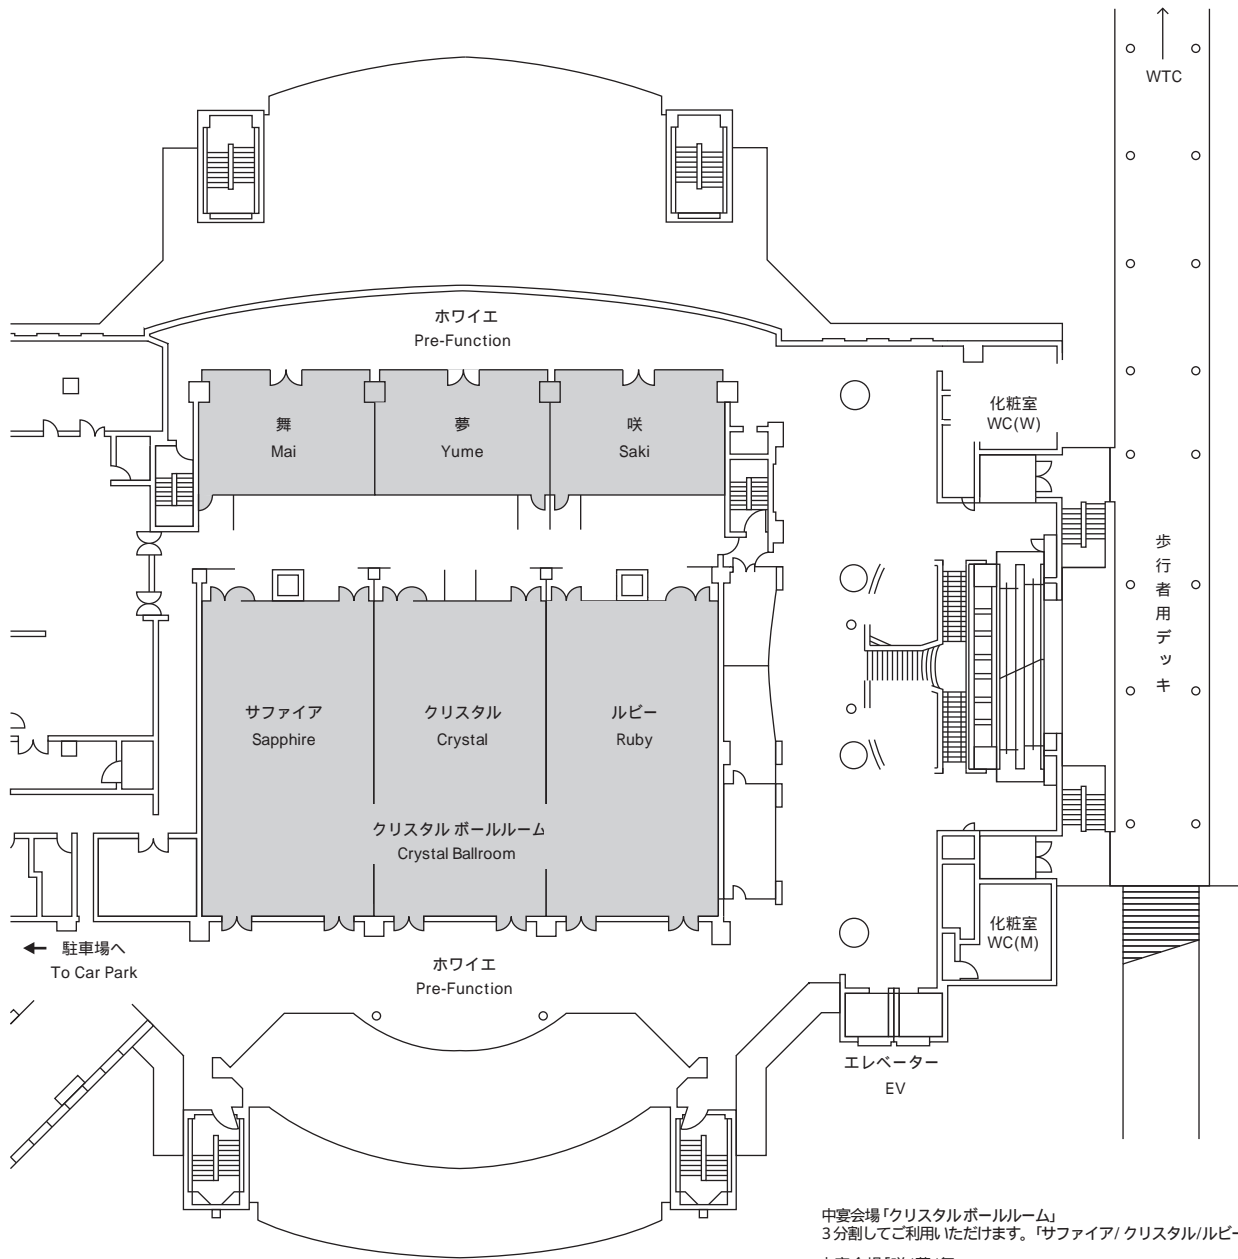 WTC
ホワイエ
Pre-Function
舞
Mai
夢
Yume
咲
Saki
化粧室
WC(W)
歩行者用デッキ
サファイア
Sapphire
クリスタル
Crystal
ルビー
Ruby
クリスタル ボールルーム
Crystal Ballroom
化粧室
WC(M)
駐車場へ
To Car Park
ホワイエ
Pre-Function
エレベーター
EV
中宴会場「クリスタル ボールルーム」
3分割してご利用いただけます。「サファイア/ クリスタル/ルビー